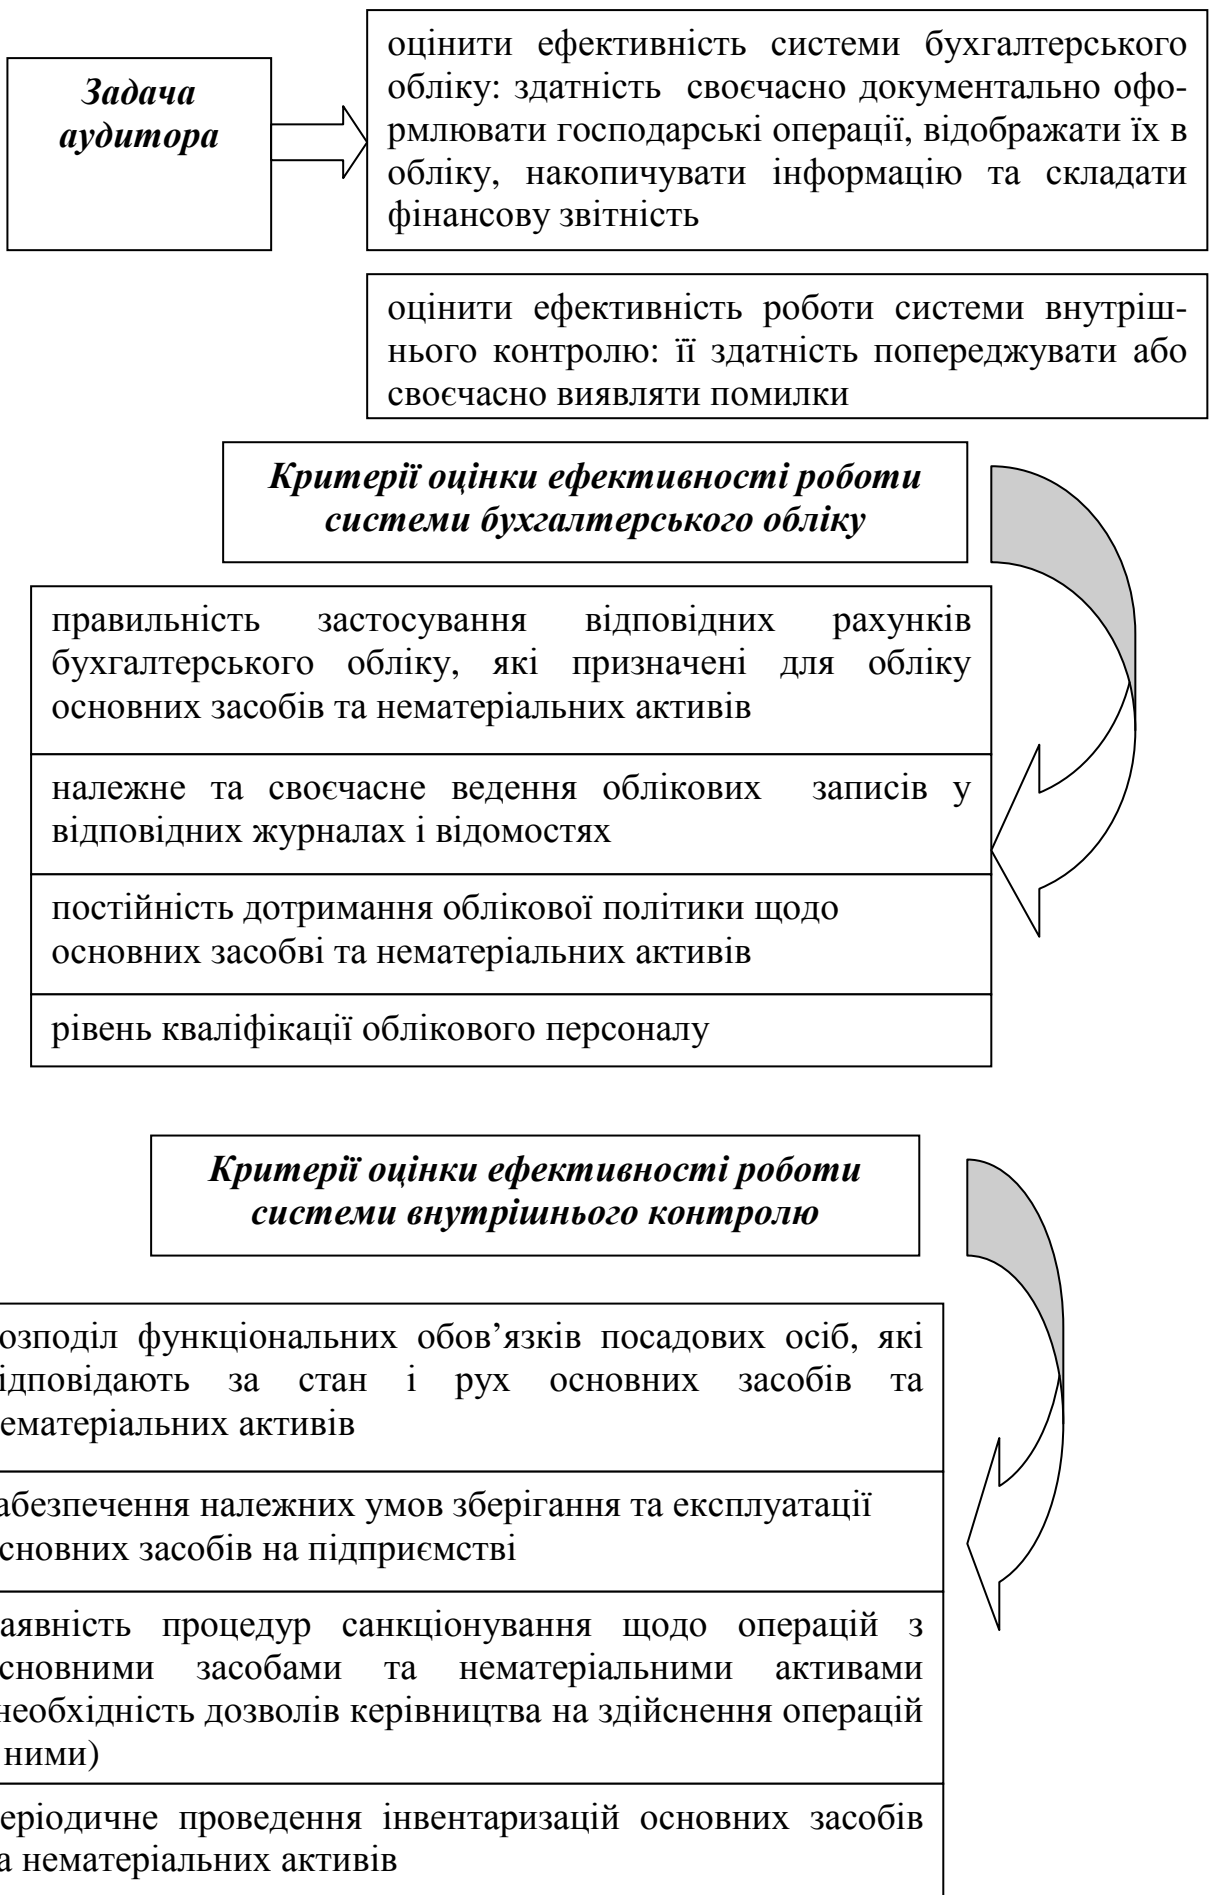 Задача
аудитора
оцінити ефективність системи бухгалтерського
обліку: здатність своєчасно документально офо-
рмлювати господарські операції, відображати їх в
обліку, накопичувати інформацію та складати
фінансову звітність
оцінити ефективність роботи системи внутріш-
нього контролю: її здатність попереджувати або
своєчасно виявляти помилки
Критерії оцінки ефективності роботи
системи бухгалтерського обліку
правильність застосування відповідних рахунків
бухгалтерського обліку, які призначені для обліку
основних засобів та нематеріальних активів
належне та своєчасне ведення облікових записів у
відповідних журналах і відомостях
постійність дотримання облікової політики щодо
основних засобві та нематеріальних активів
рівень кваліфікації облікового персоналу
Критерії оцінки ефективності роботи
системи внутрішнього контролю
озподіл функціональних обов’язків посадових осіб, які
ідповідають за стан і рух основних засобів та
ематеріальних активів
абезпечення належних умов зберігання та експлуатації
сновних засобів на підприємстві
аявність процедур санкціонування щодо операцій з
сновними засобами та нематеріальними активами
необхідність дозволів керівництва на здійснення операцій
ними)
еріодичне проведення інвентаризацій основних засобів
а нематеріальних активів